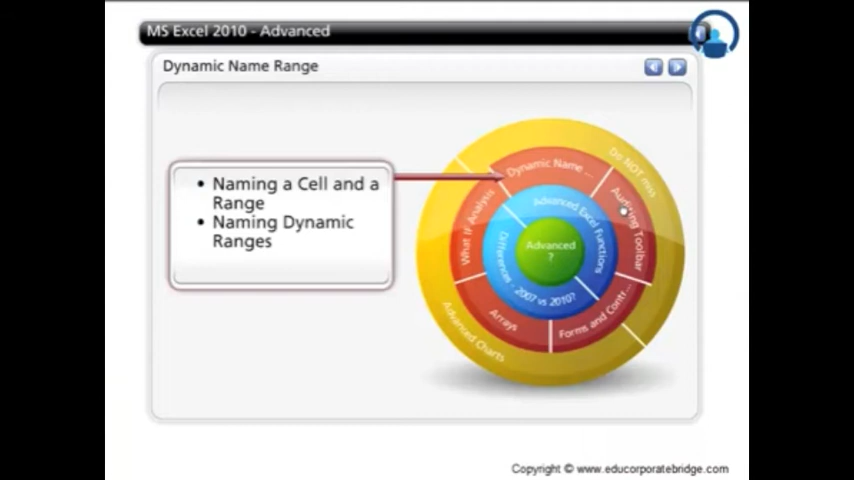 MS Excel 2010 - Advanced
Dynamic Name Range
• Naming a Cell and a
Range
• Naming Dynamic
Ranges
Do NOT miss
Dynamic Name ...
Auditing Toolbar
What IF Analysis
Advanced Excel Functions
Advanced
?
Differences - 2007 vs 2010?
Arrays
Forms and Contr...
Advanced Charts
Copyright © www.educorporatebridge.com